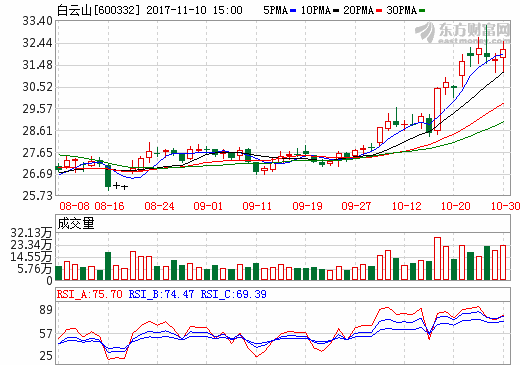 白云山[600332] 2017-11-10 15:00 5PMA 10PMA 20PMA 30PMA
东方财富网
eastmoney.com
33.40
32.44
31.48
30.52
29.57
28.61
27.65
26.69
25.73
08-08 08-16 08-24 09-01 09-11 09-19 09-27 10-12 10-20 10-30
成交量
32.13万
23.34万
14.55万
5.76万
0
RSI_A:75.70 RSI_B:74.47 RSI_C:69.39
89
57
25